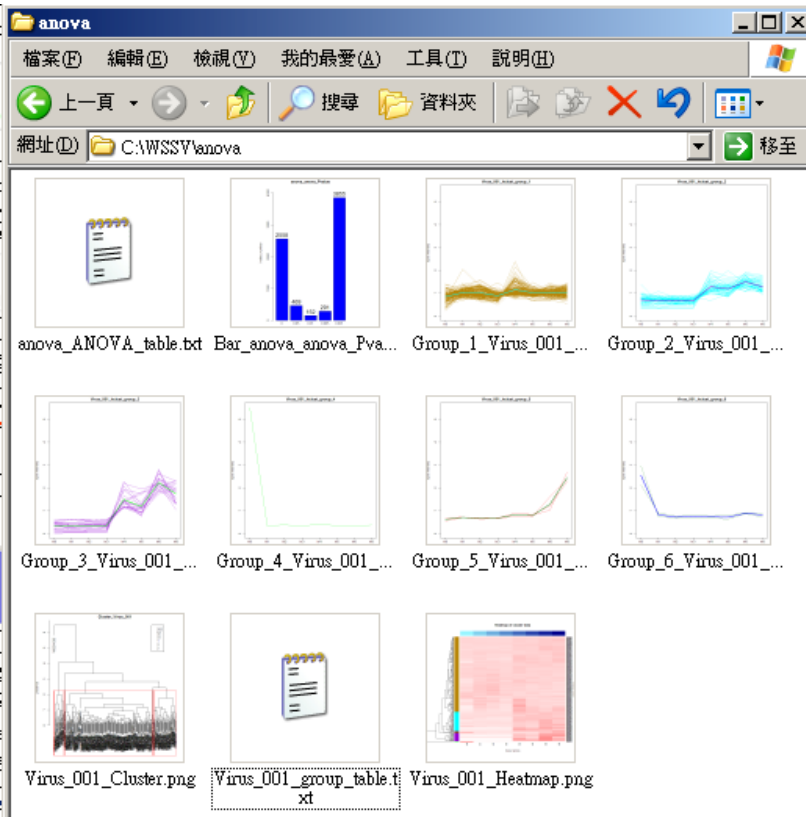 anova
檔案(F) 編輯(E) 檢視(V) 我的最愛(A) 工具(T) 說明(H)
上一頁 搜尋 資料夾
網址(D) C:\WSSV\anova 移至
anova_ANOVA_table.txt Bar_anova_anova_Pva... Group_1_Virus_001_... Group_2_Virus_001_...
Group_3_Virus_001_... Group_4_Virus_001_... Group_5_Virus_001_... Group_6_Virus_001_...
Virus_001_Cluster.png Virus_001_group_table.t Virus_001_Heatmap.png
xt